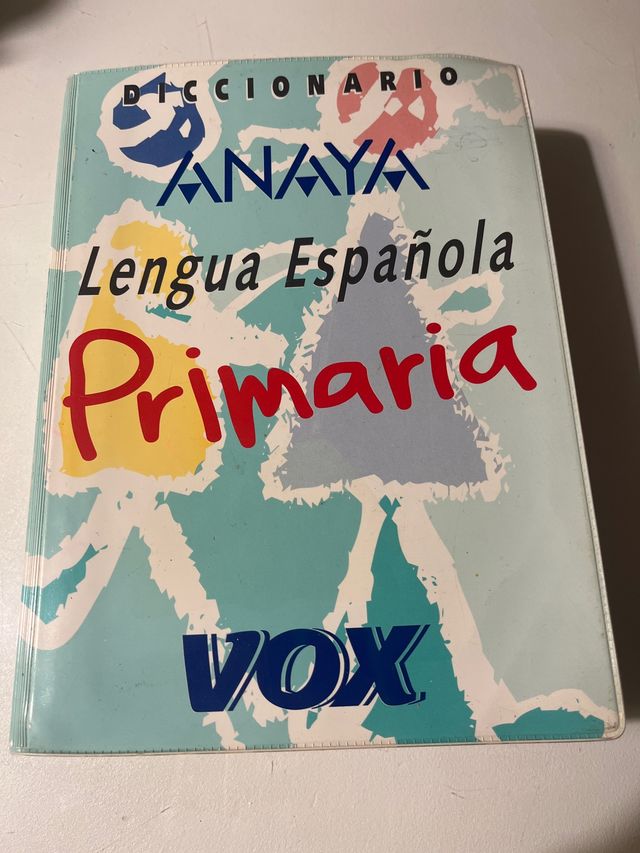 DICCIONARIO
ANAYA
Lengua Española
Primaria
VOX